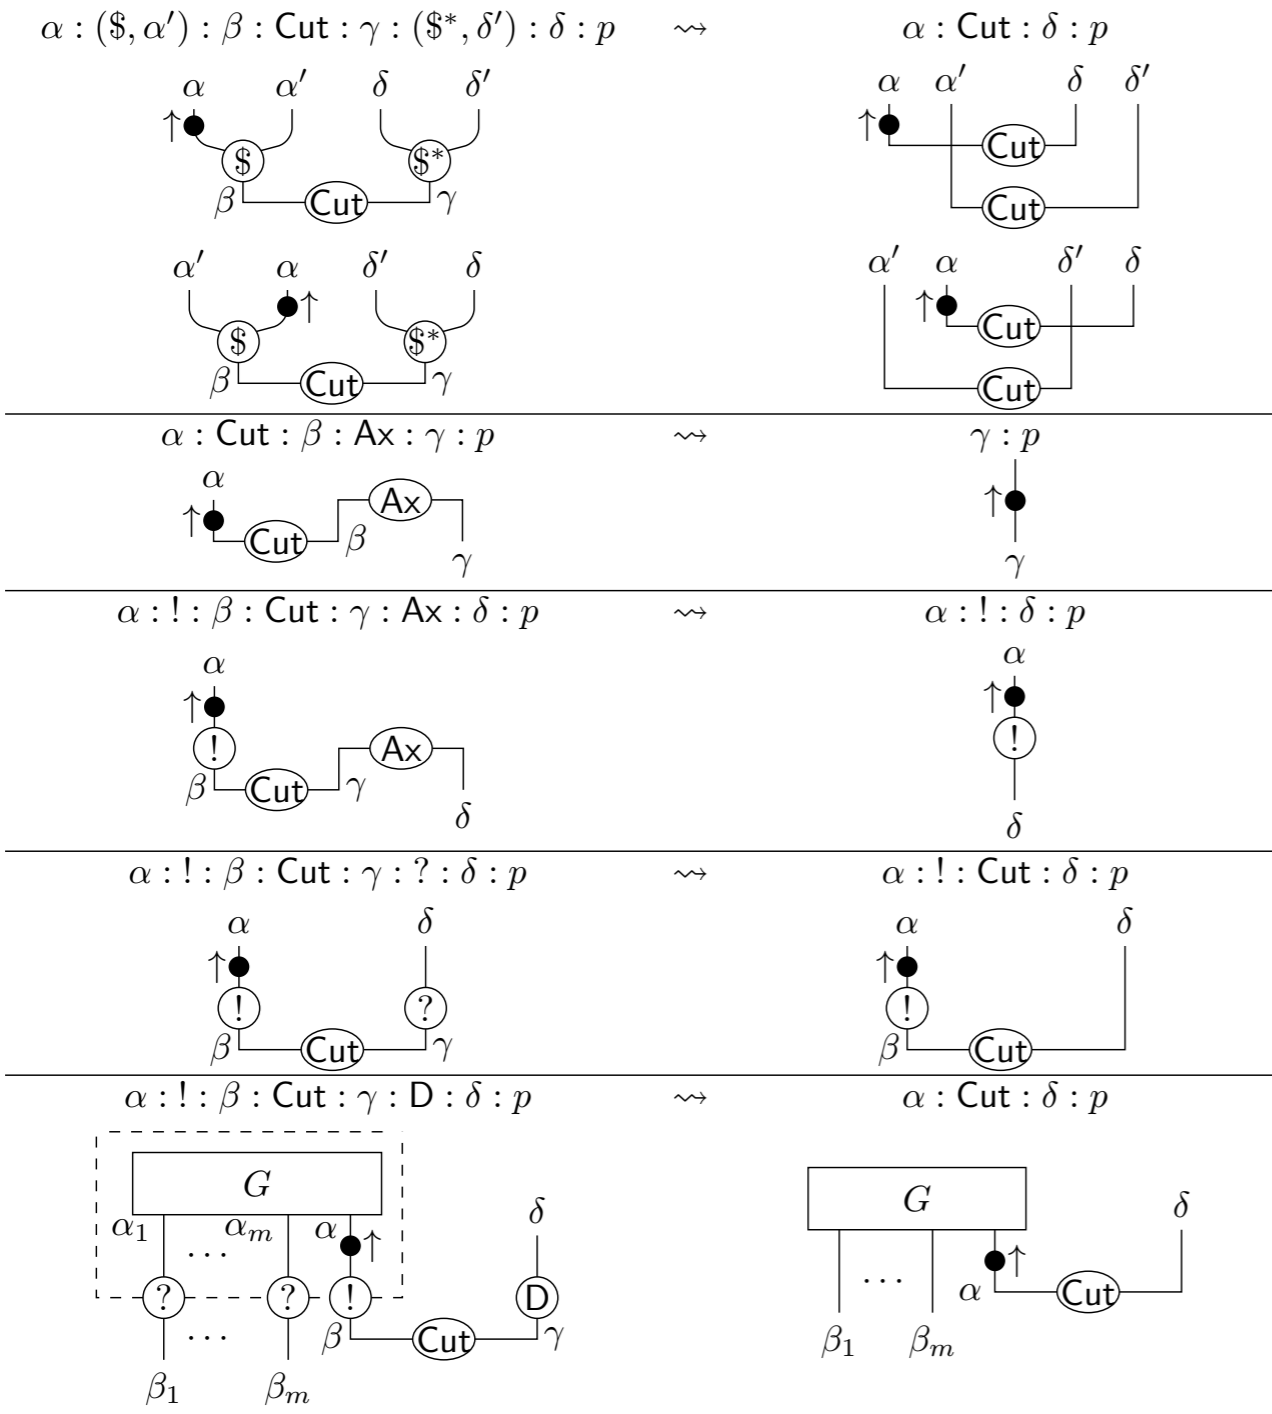 α : ($, α′) : β : Cut : γ : ($*, δ′) : δ : p ⇝ α : Cut : δ : p
α α′ δ δ′ α α′ δ δ′
↑ $ $* ↑ Cut
β Cut γ Cut
α′ α δ′ δ α′ α δ′ δ
↑ $ $* ↑ Cut
β Cut γ Cut
α : Cut : β : Ax : γ : p ⇝ γ : p
α
↑ Cut β Ax γ ↑ γ
α : ! : β : Cut : γ : Ax : δ : p ⇝ α : ! : δ : p
α α
↑ ! ↑ !
β Cut γ Ax δ δ
α : ! : β : Cut : γ : ? : δ : p ⇝ α : ! : Cut : δ : p
α δ α δ
↑ ! ? ↑ !
β Cut γ β Cut
α : ! : β : Cut : γ : D : δ : p ⇝ α : Cut : δ : p
G G
α₁ ⋯ αₘ α ↑ δ ⋯ α ↑ Cut δ
? ? ! D
⋯ β Cut γ β₁ βₘ
β₁ βₘ